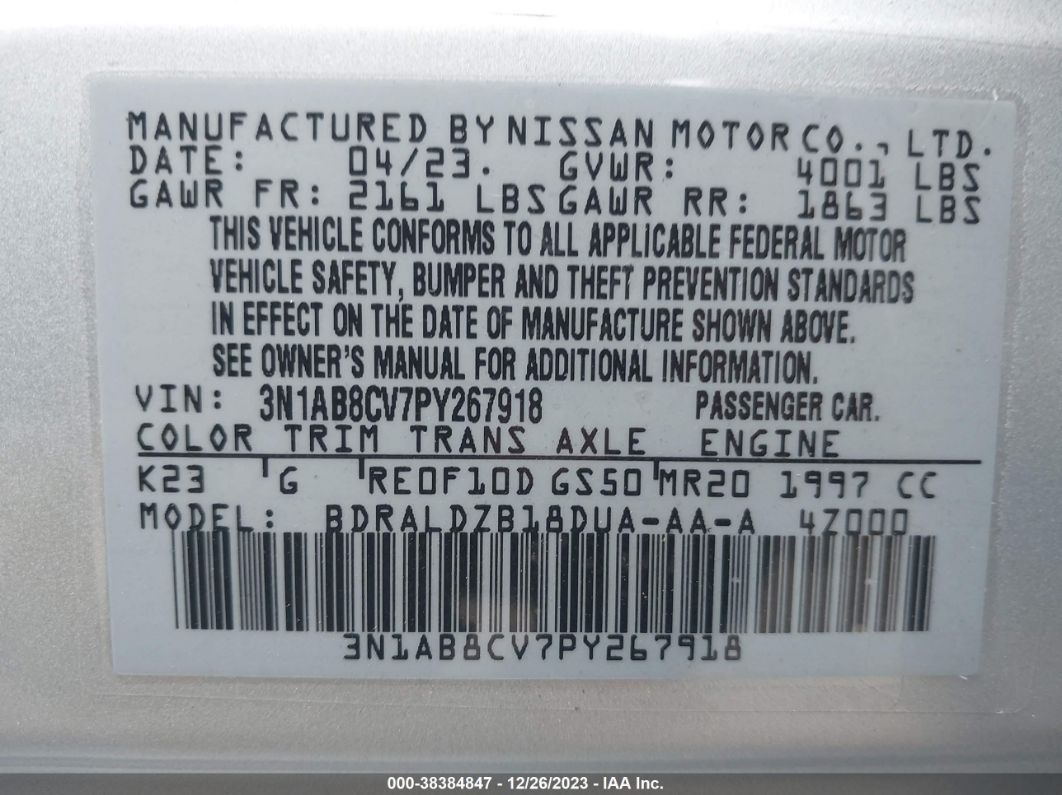 MANUFACTURED BY NISSAN MOTOR CO., LTD.
DATE: 04/23. GVWR: 4001 LBS
GAWR FR: 2161 LBS GAWR RR: 1863 LBS
THIS VEHICLE CONFORMS TO ALL APPLICABLE FEDERAL MOTOR
VEHICLE SAFETY, BUMPER AND THEFT PREVENTION STANDARDS
IN EFFECT ON THE DATE OF MANUFACTURE SHOWN ABOVE.
SEE OWNER'S MANUAL FOR ADDITIONAL INFORMATION.
VIN: 3N1AB8CV7PY267918 PASSENGER CAR.
COLOR TRIM TRANS AXLE ENGINE
K23 G RE0F10D GS50 MR20 1997 CC
MODEL: BDRALDZB18DUA-AA-A 4Z000
3N1AB8CV7PY267918
000-38384847 - 12/26/2023 - IAA Inc.